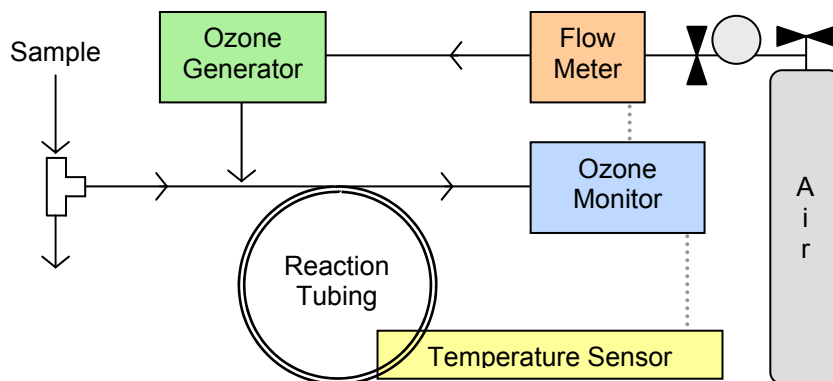 Sample
Ozone
Generator
Flow
Meter
Ozone
Monitor
A
i
r
Reaction
Tubing
Temperature Sensor